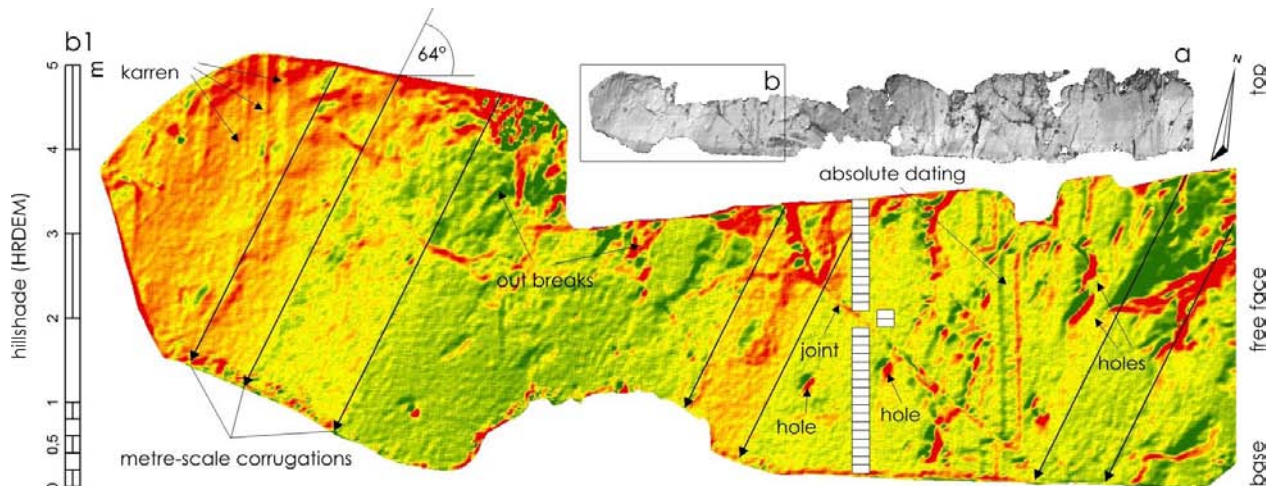 b1
m
5
4
3
2
1
0,5
hillshade (HRDEM)
karren
64°
b
a
N
top
absolute dating
out breaks
free face
joint
holes
hole
hole
metre-scale corrugations
base